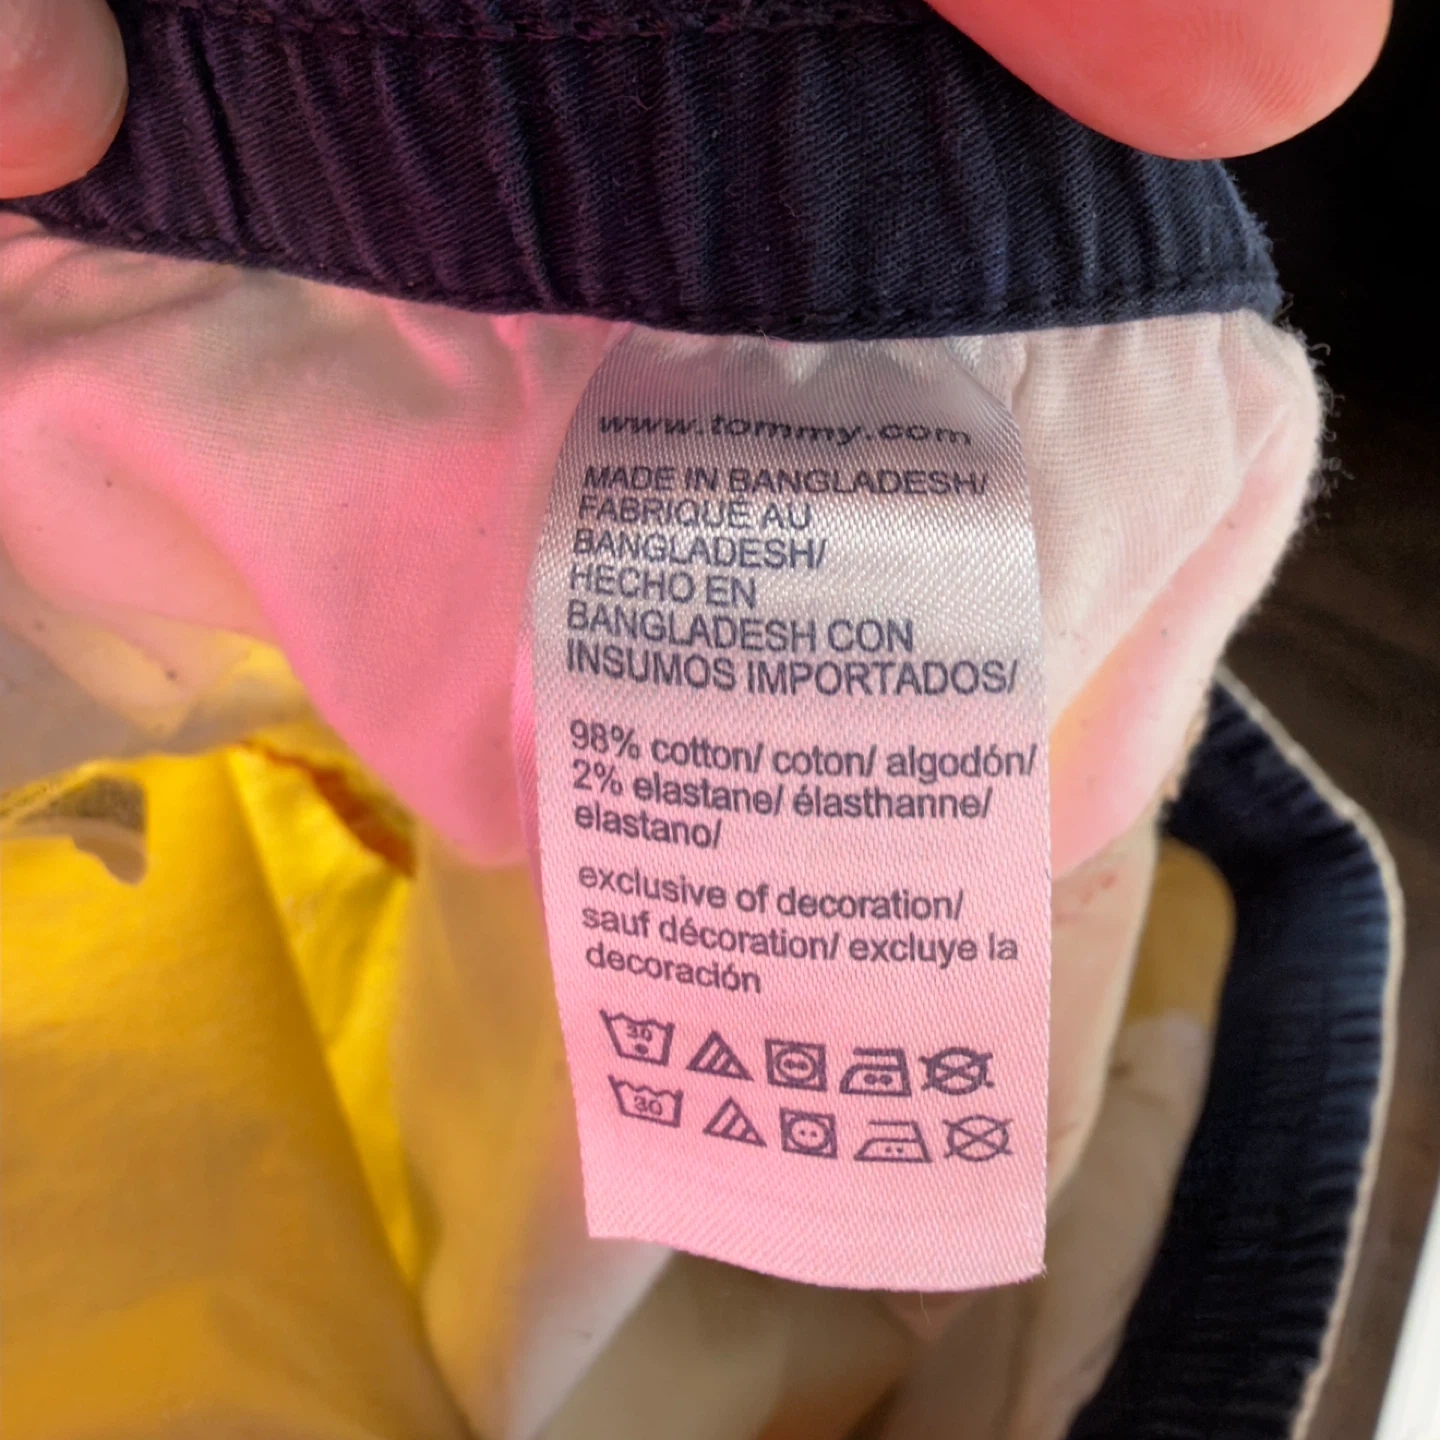 www.tommy.com
MADE IN BANGLADESH/
FABRIQUÉ AU
BANGLADESH/
HECHO EN
BANGLADESH CON
INSUMOS IMPORTADOS/
98% cotton/ coton/ algodón/
2% elastane/ élasthanne/
elastano/
exclusive of decoration/
sauf décoration/ excluye la
decoración
30
30